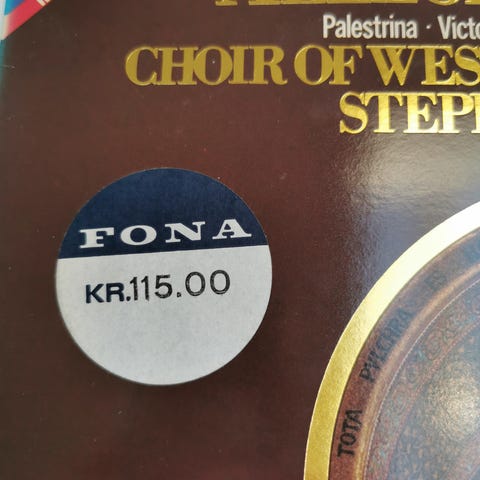 Palestrina · Victo
CHOIR OF WES
STEP
FONA
KR.115.00
TOTA PULCHRA